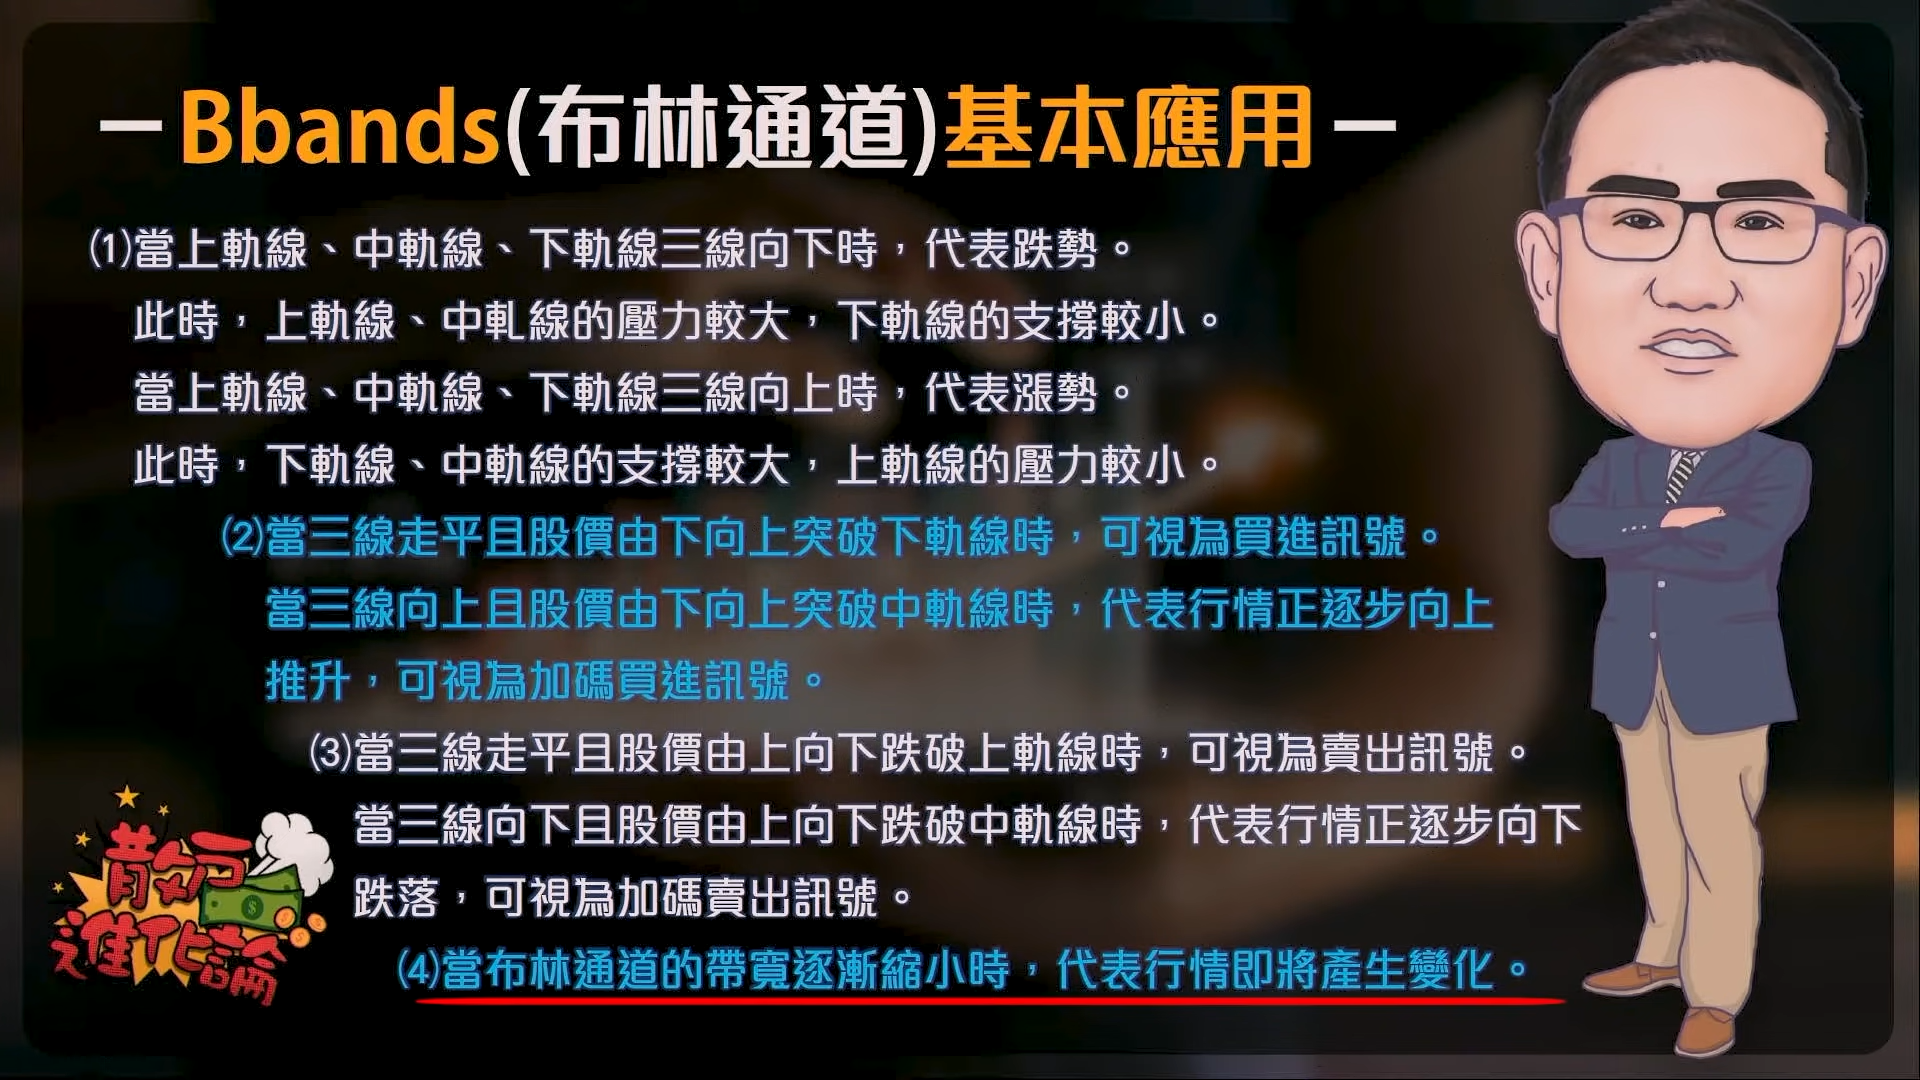 －Bbands(布林通道)基本應用－
⑴當上軌線、中軌線、下軌線三線向下時，代表跌勢。
此時，上軌線、中軋線的壓力較大，下軌線的支撐較小。
當上軌線、中軌線、下軌線三線向上時，代表漲勢。
此時，下軌線、中軌線的支撐較大，上軌線的壓力較小。
⑵當三線走平且股價由下向上突破下軌線時，可視為買進訊號。
當三線向上且股價由下向上突破中軌線時，代表行情正逐步向上
推升，可視為加碼買進訊號。
⑶當三線走平且股價由上向下跌破上軌線時，可視為賣出訊號。
當三線向下且股價由上向下跌破中軌線時，代表行情正逐步向下
跌落，可視為加碼賣出訊號。
⑷當布林通道的帶寬逐漸縮小時，代表行情即將產生變化。
散戶
進化論